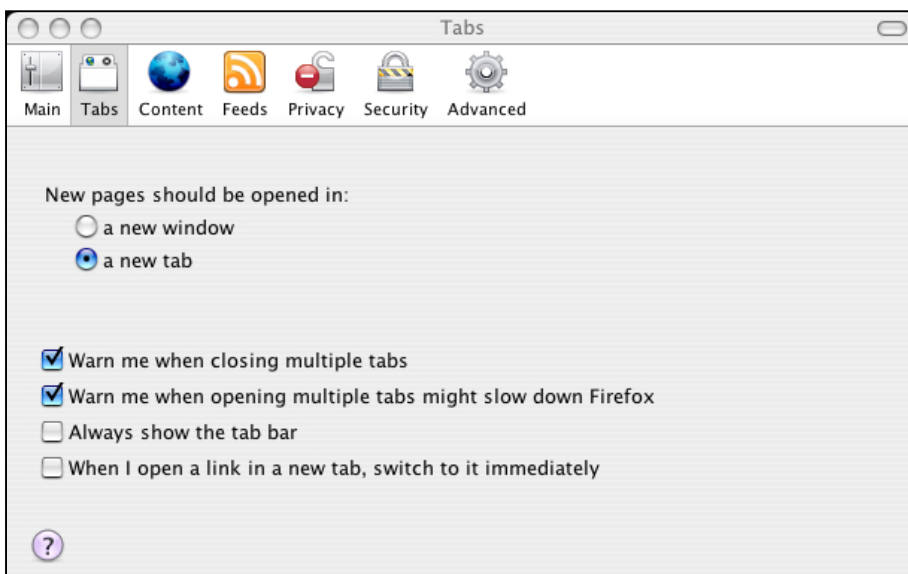 Tabs
Main Tabs Content Feeds Privacy Security Advanced
New pages should be opened in:
a new window
a new tab
Warn me when closing multiple tabs
Warn me when opening multiple tabs might slow down Firefox
Always show the tab bar
When I open a link in a new tab, switch to it immediately
?